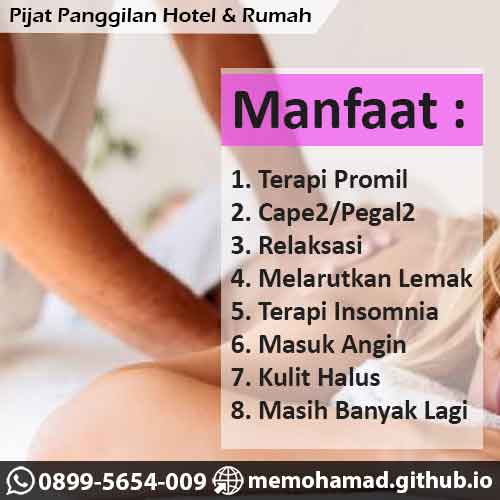 Pijat Panggilan Hotel & Rumah
Manfaat :
1. Terapi Promil
2. Cape2/Pegal2
3. Relaksasi
4. Melarutkan Lemak
5. Terapi Insomnia
6. Masuk Angin
7. Kulit Halus
8. Masih Banyak Lagi
0899-5654-009 memohamad.github.io